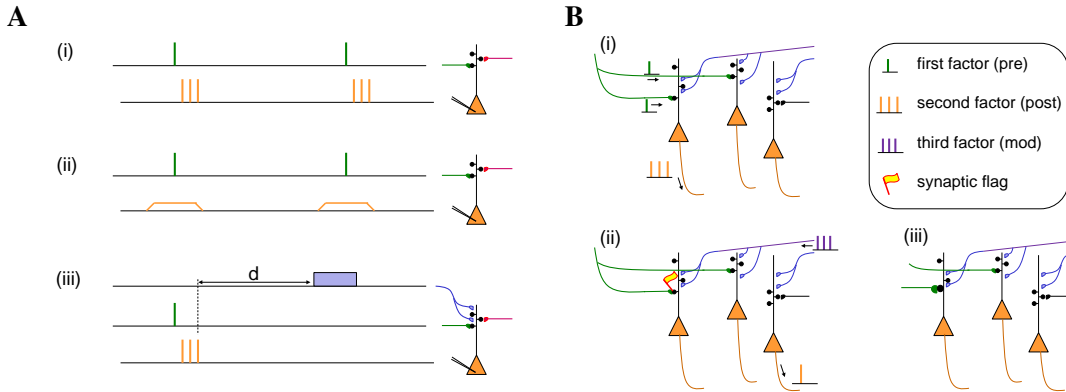 A
(i)
(ii)
(iii)
d
B
(i)
(ii)
(iii)
first factor (pre)
second factor (post)
third factor (mod)
synaptic flag